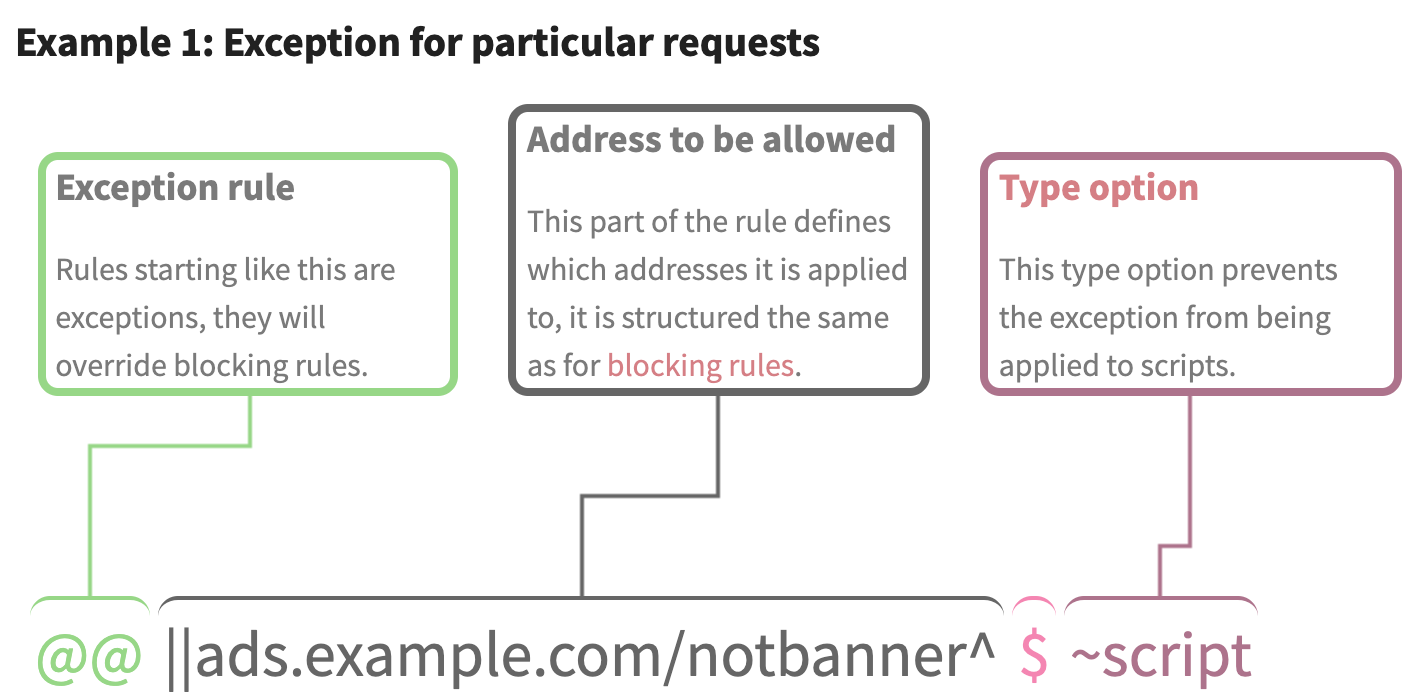 Example 1: Exception for particular requests
Exception rule
Rules starting like this are
exceptions, they will
override blocking rules.
Address to be allowed
This part of the rule defines
which addresses it is applied
to, it is structured the same
as for blocking rules.
Type option
This type option prevents
the exception from being
applied to scripts.
@@ ||ads.example.com/notbanner^ $ ~script